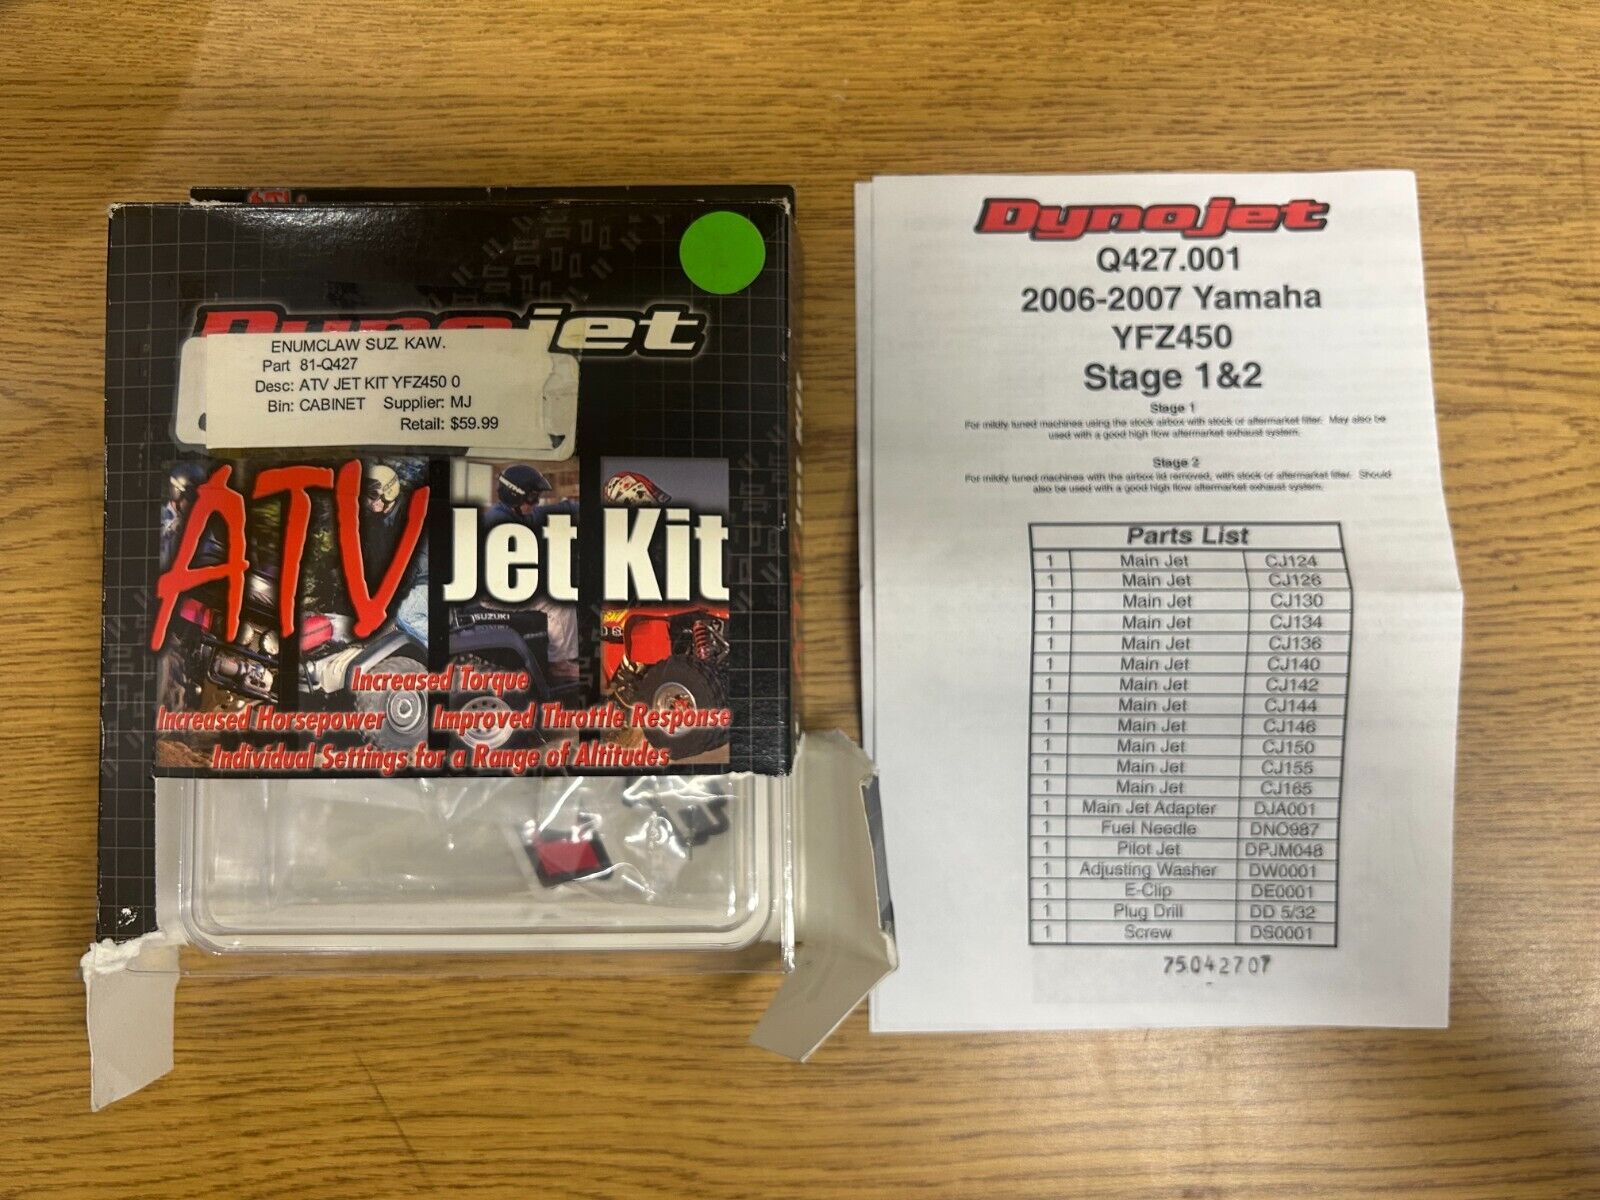 Dynojet
ENUMCLAW SUZ. KAW.
Part 81-Q427
Desc: ATV JET KIT YFZ450 0
Bin: CABINET Supplier: MJ
Retail: $59.99
ATV Jet Kit
SUZUKI
Increased Torque
Increased Horsepower Improved Throttle Response
Individual Settings for a Range of Altitudes
Dynojet
Q427.001
2006-2007 Yamaha
YFZ450
Stage 1&2
Stage 1
For mildly tuned machines using the stock airbox with stock or aftermarket filter. May also be
used with a good high flow aftermarket exhaust system.
Stage 2
For mildly tuned machines with the airbox lid removed, with stock or aftermarket filter. Should
also be used with a good high flow aftermarket exhaust system.
Parts List
1 Main Jet CJ124
1 Main Jet CJ126
1 Main Jet CJ130
1 Main Jet CJ134
1 Main Jet CJ136
1 Main Jet CJ140
1 Main Jet CJ142
1 Main Jet CJ144
1 Main Jet CJ146
1 Main Jet CJ150
1 Main Jet CJ155
1 Main Jet CJ165
1 Main Jet Adapter DJA001
1 Fuel Needle DNO987
1 Pilot Jet DPJM048
1 Adjusting Washer DW0001
1 E-Clip DE0001
1 Plug Drill DD 5/32
1 Screw DS0001
75042707